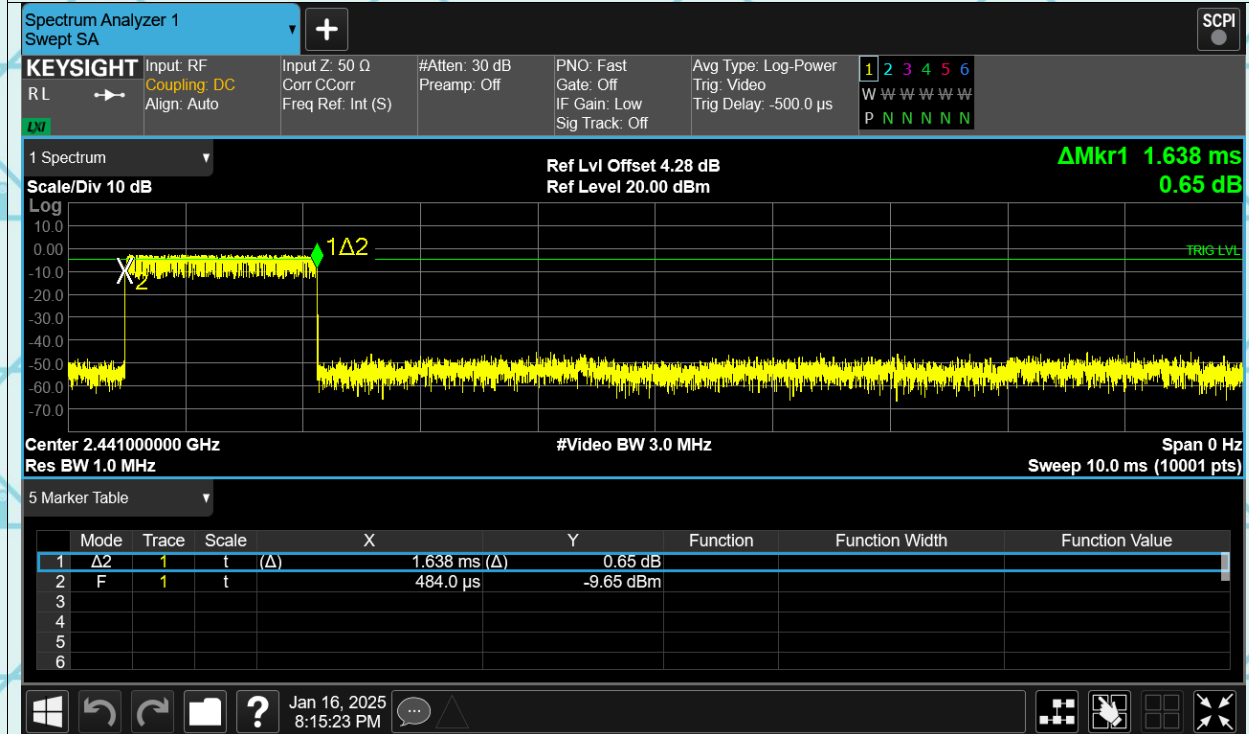 Spectrum Analyzer 1
Swept SA
SCPI
KEYSIGHT
RL
LXI
Input: RF
Coupling: DC
Align: Auto
Input Z: 50 Ω
Corr CCorr
Freq Ref: Int (S)
#Atten: 30 dB
Preamp: Off
PNO: Fast
Gate: Off
IF Gain: Low
Sig Track: Off
Avg Type: Log-Power
Trig: Video
Trig Delay: -500.0 µs
1 2 3 4 5 6
W W W W W W
P N N N N N
1 Spectrum
Scale/Div 10 dB
Ref Lvl Offset 4.28 dB
Ref Level 20.00 dBm
ΔMkr1 1.638 ms
0.65 dB
Log
10.0
0.00
-10.0
-20.0
-30.0
-40.0
-50.0
-60.0
-70.0
1Δ2
2
TRIG LVL
Center 2.441000000 GHz
#Video BW 3.0 MHz
Span 0 Hz
Res BW 1.0 MHz
Sweep 10.0 ms (10001 pts)
5 Marker Table
Mode Trace Scale X Y Function Function Width Function Value
1 Δ2 1 t (Δ) 1.638 ms (Δ) 0.65 dB
2 F 1 t 484.0 µs -9.65 dBm
3
4
5
6
?
Jan 16, 2025
8:15:23 PM